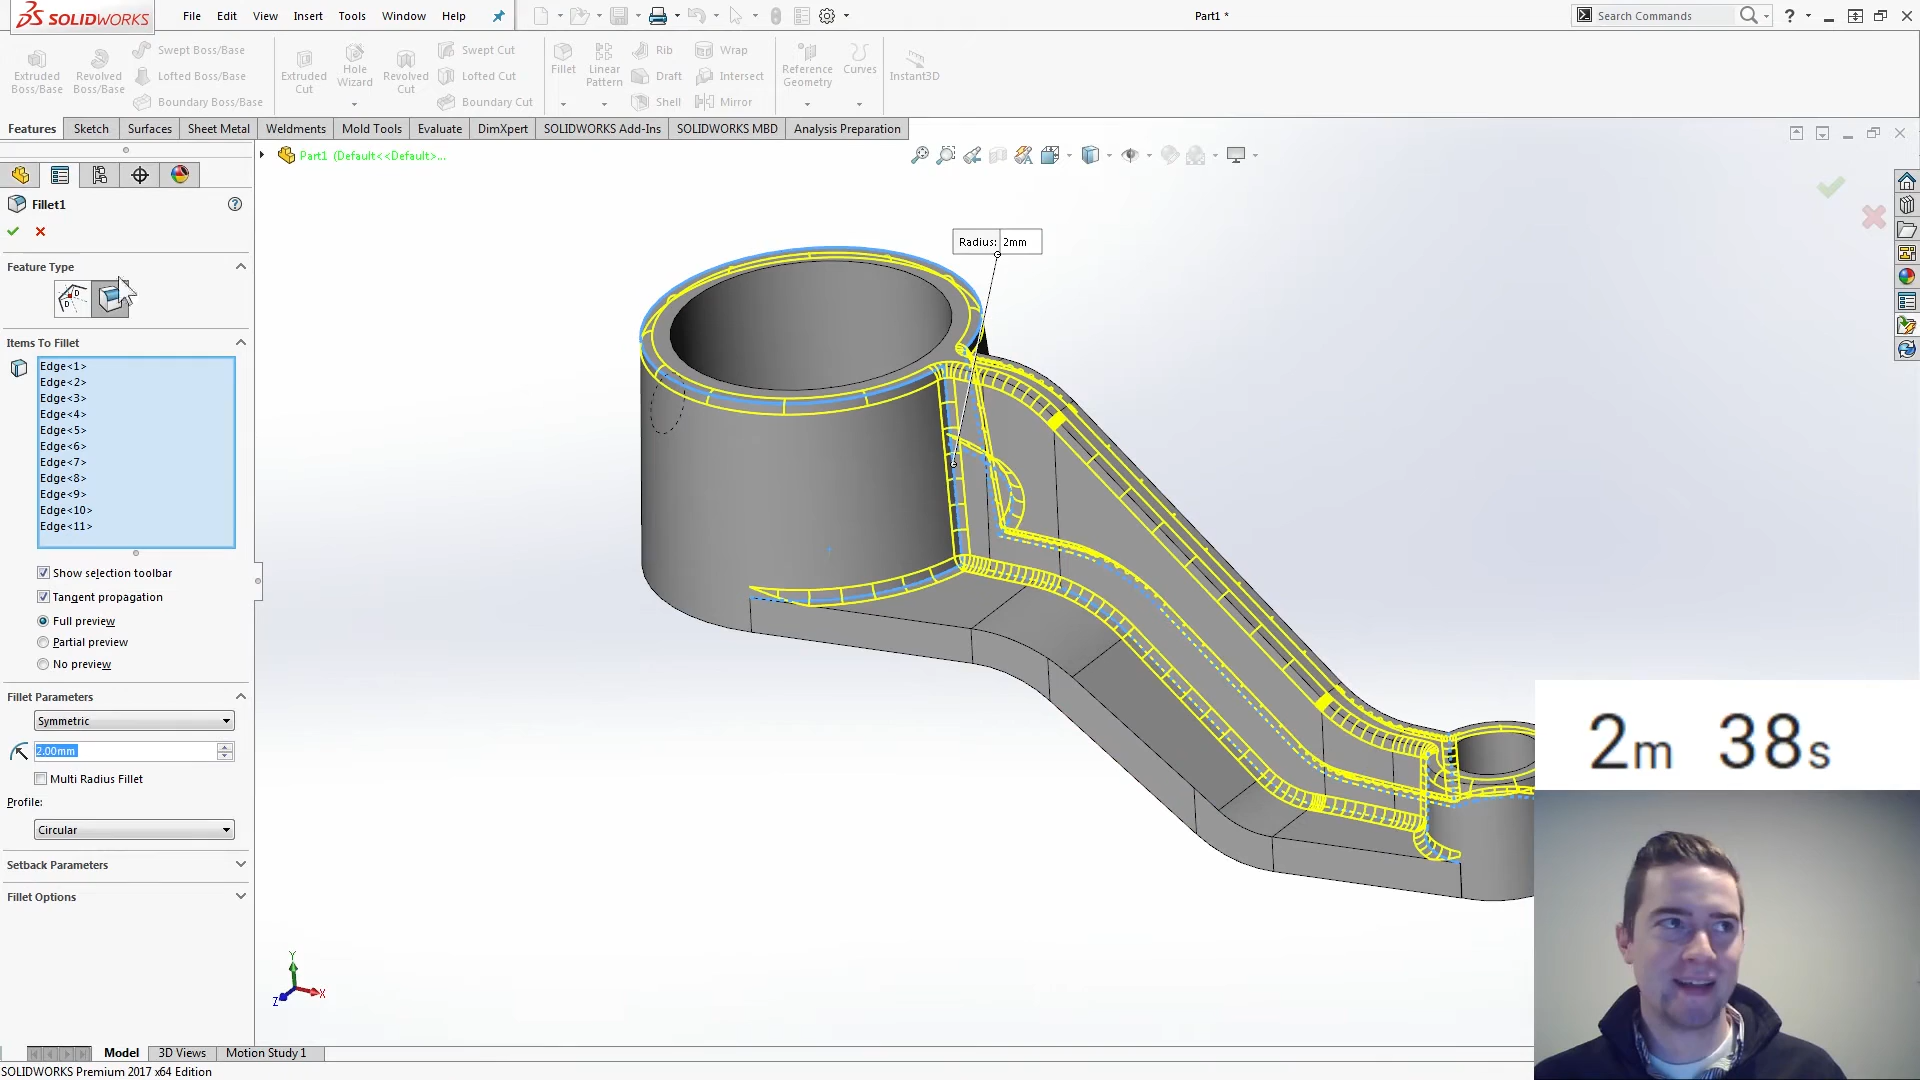 SOLIDWORKS File Edit View Insert Tools Window Help Part1 * Search Commands ?
Extruded Boss/Base Revolved Boss/Base Swept Boss/Base Lofted Boss/Base Boundary Boss/Base Extruded Cut Hole Wizard Revolved Cut Swept Cut Lofted Cut Boundary Cut Fillet Linear Pattern Rib Draft Shell Wrap Intersect Mirror Reference Geometry Curves Instant3D
Features Sketch Surfaces Sheet Metal Weldments Mold Tools Evaluate DimXpert SOLIDWORKS Add-Ins SOLIDWORKS MBD Analysis Preparation
Part1 (Default<<Default>...
Fillet1 ?
Feature Type
Items To Fillet
Edge<1>
Edge<2>
Edge<3>
Edge<4>
Edge<5>
Edge<6>
Edge<7>
Edge<8>
Edge<9>
Edge<10>
Edge<11>
Show selection toolbar
Tangent propagation
Full preview
Partial preview
No preview
Fillet Parameters
Symmetric
2.00mm
Multi Radius Fillet
Profile:
Circular
Setback Parameters
Fillet Options
Radius: 2mm
2m 38s
Y
X
Z
Model 3D Views Motion Study 1
SOLIDWORKS Premium 2017 x64 Edition